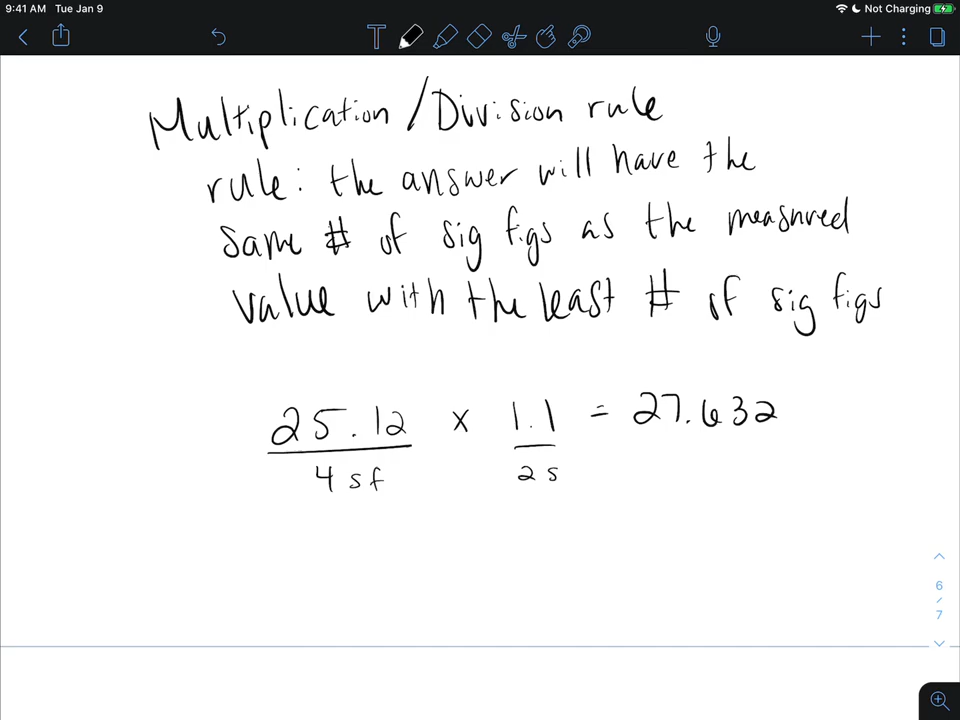 9:41 AM Tue Jan 9
Not Charging
Multiplication/Division rule
rule: the answer will have the
same # of sig figs as the measured
value with the least # of sig figs
25.12 x 1.1 = 27.632
4 sf 2 s
6
/
7